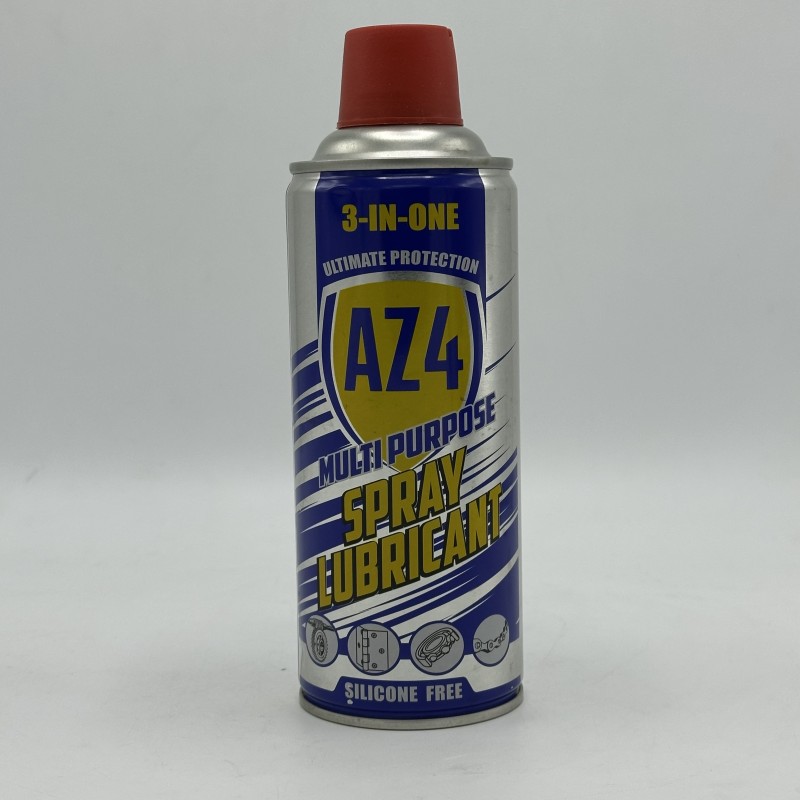 3-IN-ONE
ULTIMATE PROTECTION
AZ4
MULTI PURPOSE
SPRAY
LUBRICANT
SILICONE FREE